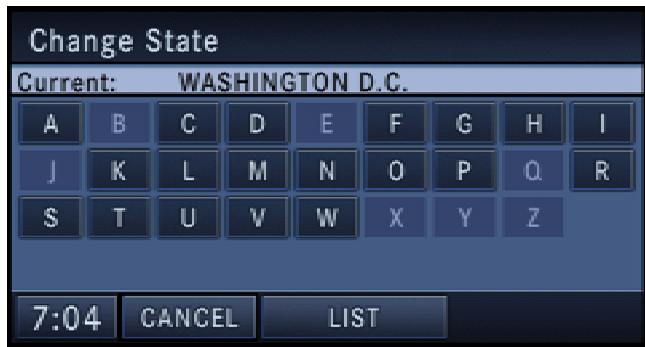 Change State
Current: WASHINGTON D.C.
A B C D E F G H I
J K L M N O P Q R
S T U V W X Y Z
7:04 CANCEL LIST